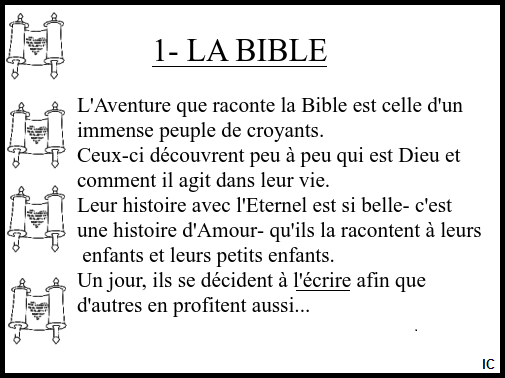 1- LA BIBLE
L'Aventure que raconte la Bible est celle d'un
immense peuple de croyants.
Ceux-ci découvrent peu à peu qui est Dieu et
comment il agit dans leur vie.
Leur histoire avec l'Eternel est si belle- c'est
une histoire d'Amour- qu'ils la racontent à leurs
enfants et leurs petits enfants.
Un jour, ils se décident à l'écrire afin que
d'autres en profitent aussi...
IC